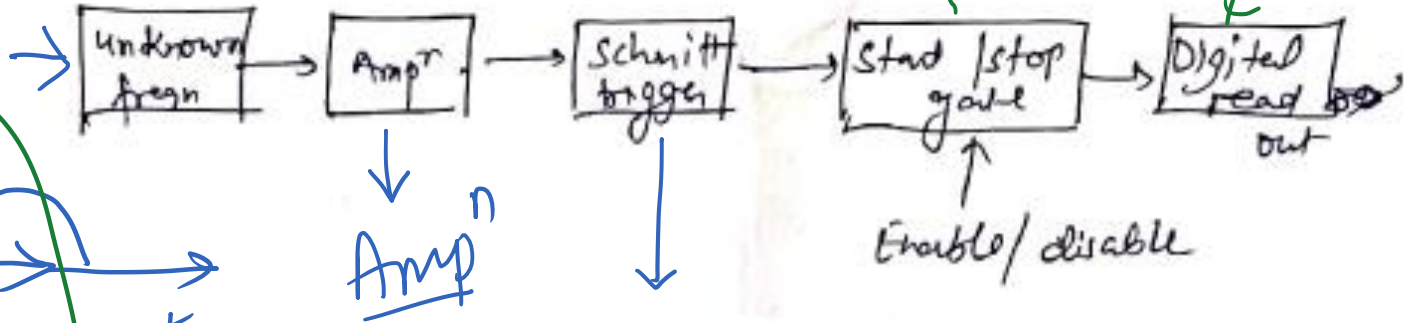 unknown
freqn
Ampr
Schmitt
trigger
Start / stop
gate
Digital
read
out
Ampn
Enable / disable